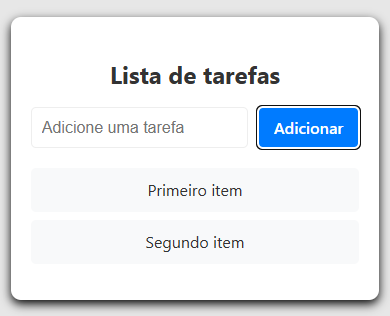 Lista de tarefas
Adicione uma tarefa Adicionar
Primeiro item
Segundo item